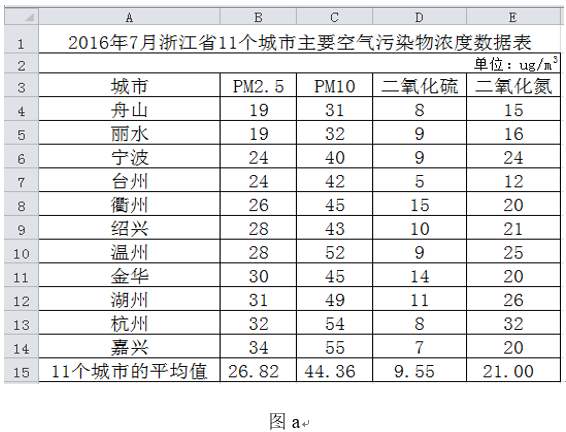 A B C D E
1 2016年7月浙江省11个城市主要空气污染物浓度数据表
2 单位：ug/m³
3 城市 PM2.5 PM10 二氧化硫 二氧化氮
4 舟山 19 31 8 15
5 丽水 19 32 9 16
6 宁波 24 40 9 24
7 台州 24 42 5 12
8 衢州 26 45 15 20
9 绍兴 28 43 10 21
10 温州 28 52 9 25
11 金华 30 45 14 20
12 湖州 31 49 11 26
13 杭州 32 54 8 32
14 嘉兴 34 55 7 20
15 11个城市的平均值 26.82 44.36 9.55 21.00
图 a